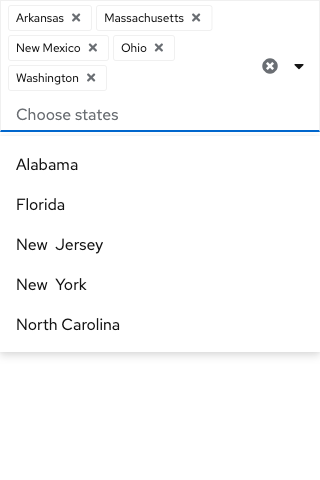 Arkansas Massachusetts
New Mexico Ohio
Washington
Choose states
Alabama
Florida
New  Jersey
New  York
North Carolina